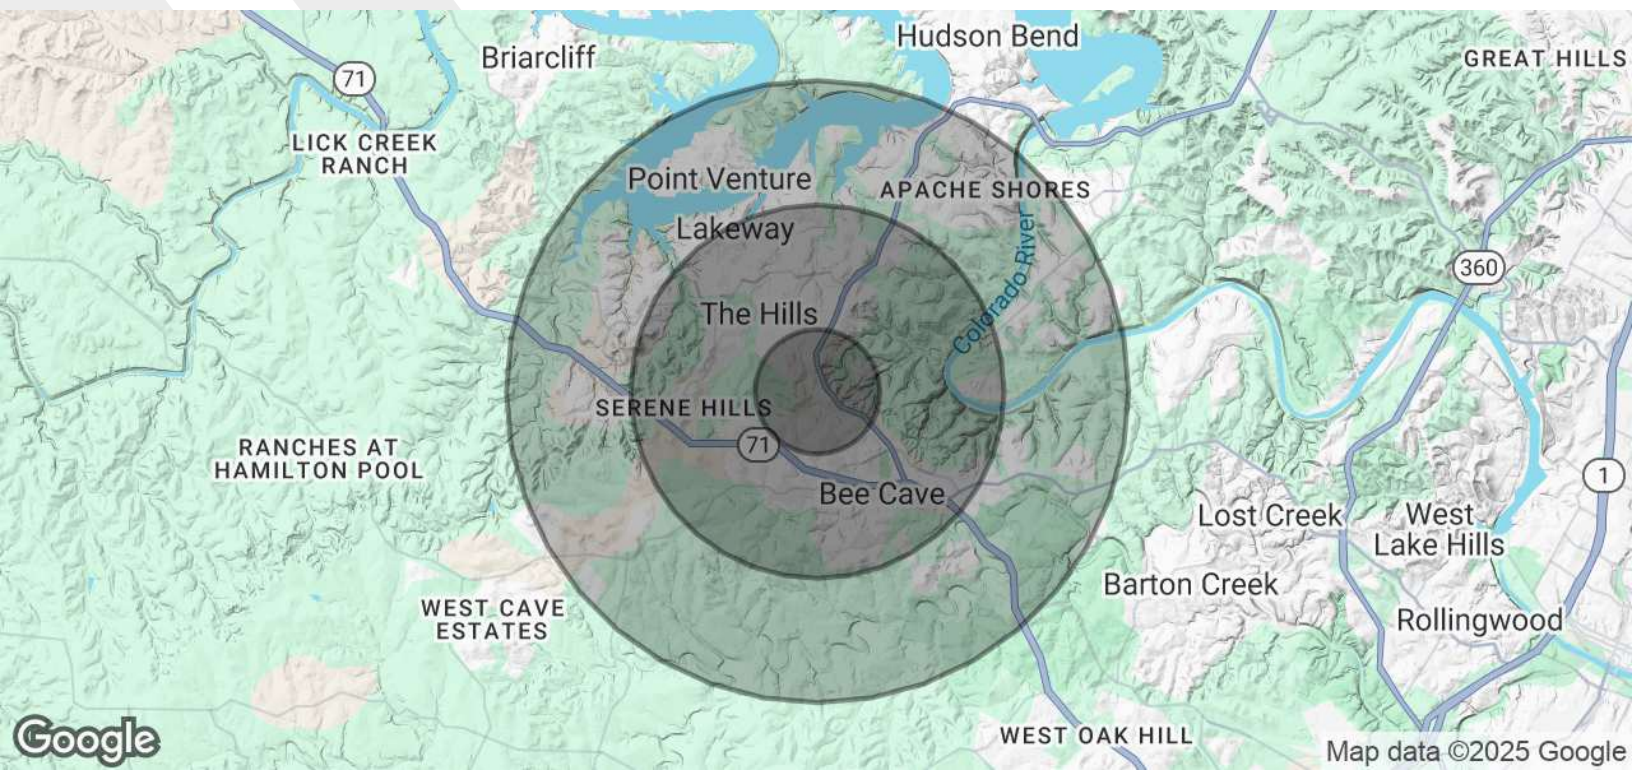 Hudson Bend
Briarcliff
GREAT HILLS
71
LICK CREEK
RANCH
Point Venture
APACHE SHORES
Lakeway
Colorado River
360
The Hills
SERENE HILLS
71
RANCHES AT
HAMILTON POOL
1
Bee Cave
Lost Creek
West
Lake Hills
Barton Creek
WEST CAVE
ESTATES
Rollingwood
WEST OAK HILL
Google
Map data ©2025 Google